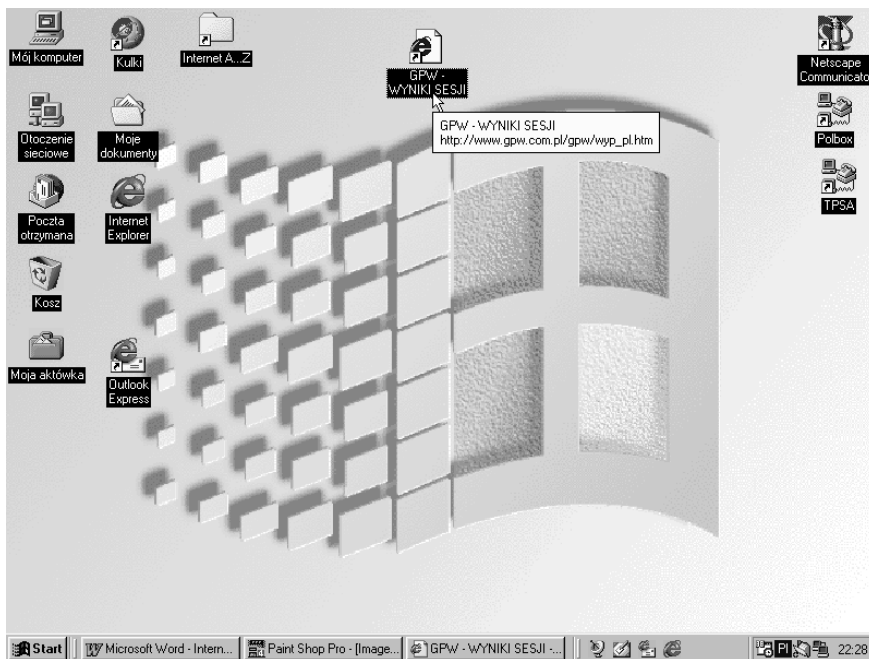 Mój komputer
Kulki
Internet A...Z
GPW -
WYNIKI SESJI
GPW - WYNIKI SESJI
http://www.gpw.com.pl/gpw/wyp_pl.htm
Netscape
Communicato
Otoczenie
sieciowe
Moje
dokumenty
Polbox
Poczta
otrzymana
Internet
Explorer
TPSA
Kosz
Moja aktówka
Outlook
Express
Start
Microsoft Word - Intern...
Paint Shop Pro - [Image...
GPW - WYNIKI SESJI -...
Pl
22:28